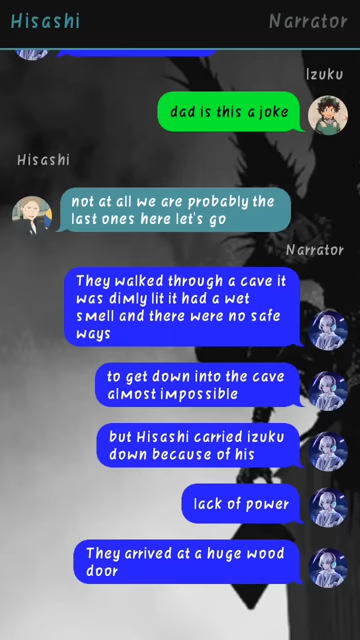 Hisashi Narrator
Izuku
dad is this a joke
Hisashi
not at all we are probably the
last ones here let's go
Narrator
They walked through a cave it
was dimly lit it had a wet
smell and there were no safe
ways
to get down into the cave
almost impossible
but Hisashi carried izuku
down because of his
lack of power
They arrived at a huge wood
door